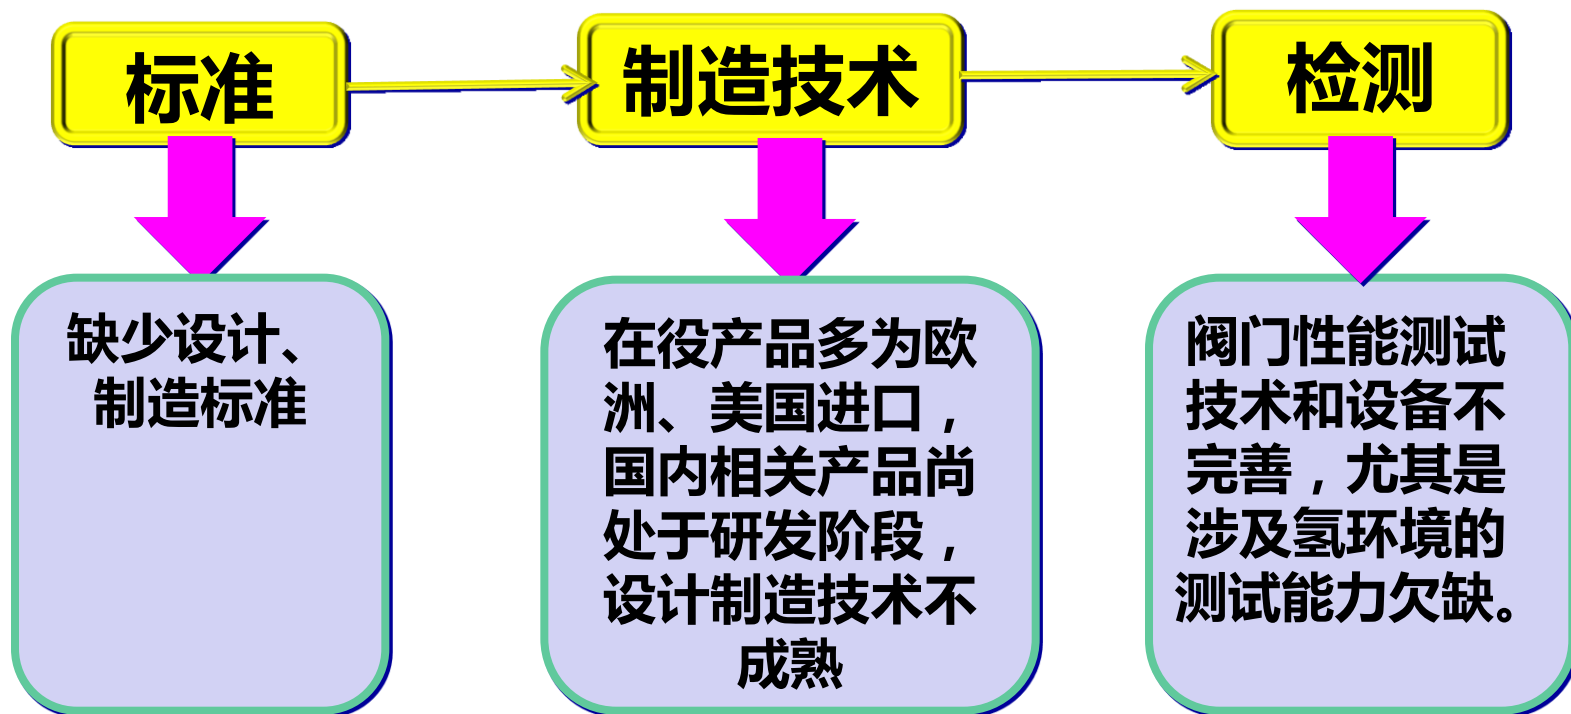 标准
制造技术
检测
缺少设计、
制造标准
在役产品多为欧
洲、美国进口，
国内相关产品尚
处于研发阶段，
设计制造技术不
成熟
阀门性能测试
技术和设备不
完善，尤其是
涉及氢环境的
测试能力欠缺。